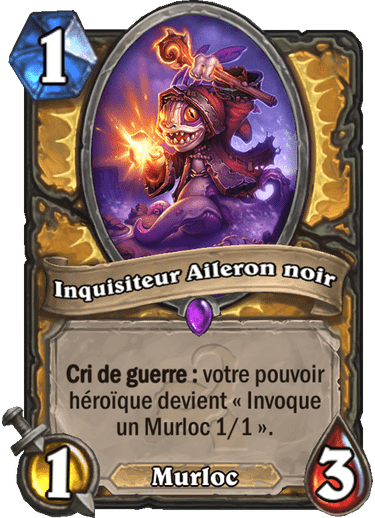 1
Inquisiteur Aileron noir
Cri de guerre : votre pouvoir
héroïque devient « Invoque
un Murloc 1/1 ».
1
Murloc
3